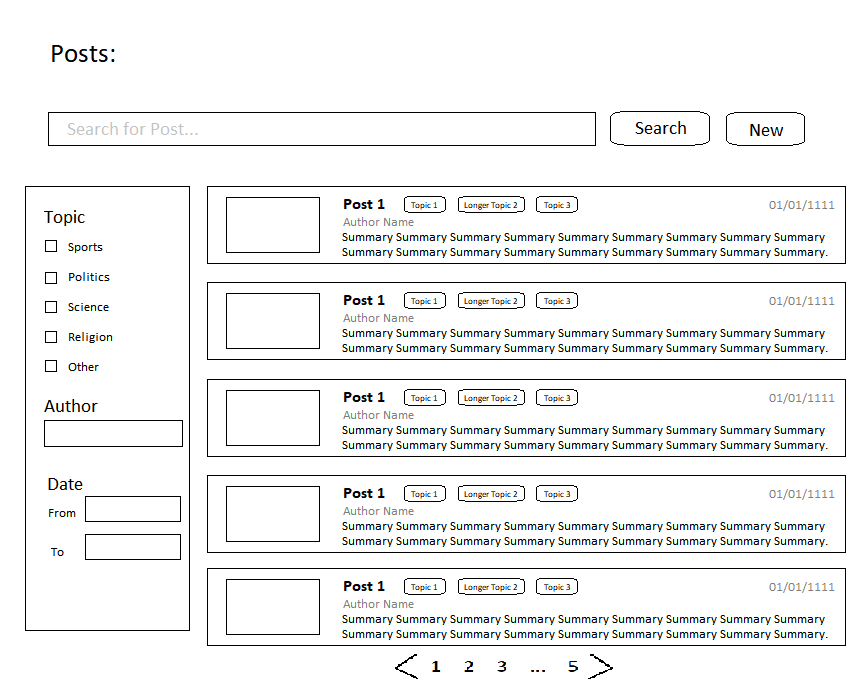 Posts:
Search for Post...
Search
New
Topic
Sports
Politics
Science
Religion
Other
Author
Date
From
To
Post 1 Topic 1 Longer Topic 2 Topic 3 01/01/1111
Author Name
Summary Summary Summary Summary Summary Summary Summary Summary Summary
Summary Summary Summary Summary Summary Summary Summary Summary Summary.
Post 1 Topic 1 Longer Topic 2 Topic 3 01/01/1111
Author Name
Summary Summary Summary Summary Summary Summary Summary Summary Summary
Summary Summary Summary Summary Summary Summary Summary Summary Summary.
Post 1 Topic 1 Longer Topic 2 Topic 3 01/01/1111
Author Name
Summary Summary Summary Summary Summary Summary Summary Summary Summary
Summary Summary Summary Summary Summary Summary Summary Summary Summary.
Post 1 Topic 1 Longer Topic 2 Topic 3 01/01/1111
Author Name
Summary Summary Summary Summary Summary Summary Summary Summary Summary
Summary Summary Summary Summary Summary Summary Summary Summary Summary.
Post 1 Topic 1 Longer Topic 2 Topic 3 01/01/1111
Author Name
Summary Summary Summary Summary Summary Summary Summary Summary Summary
Summary Summary Summary Summary Summary Summary Summary Summary Summary.
1 2 3 ... 5